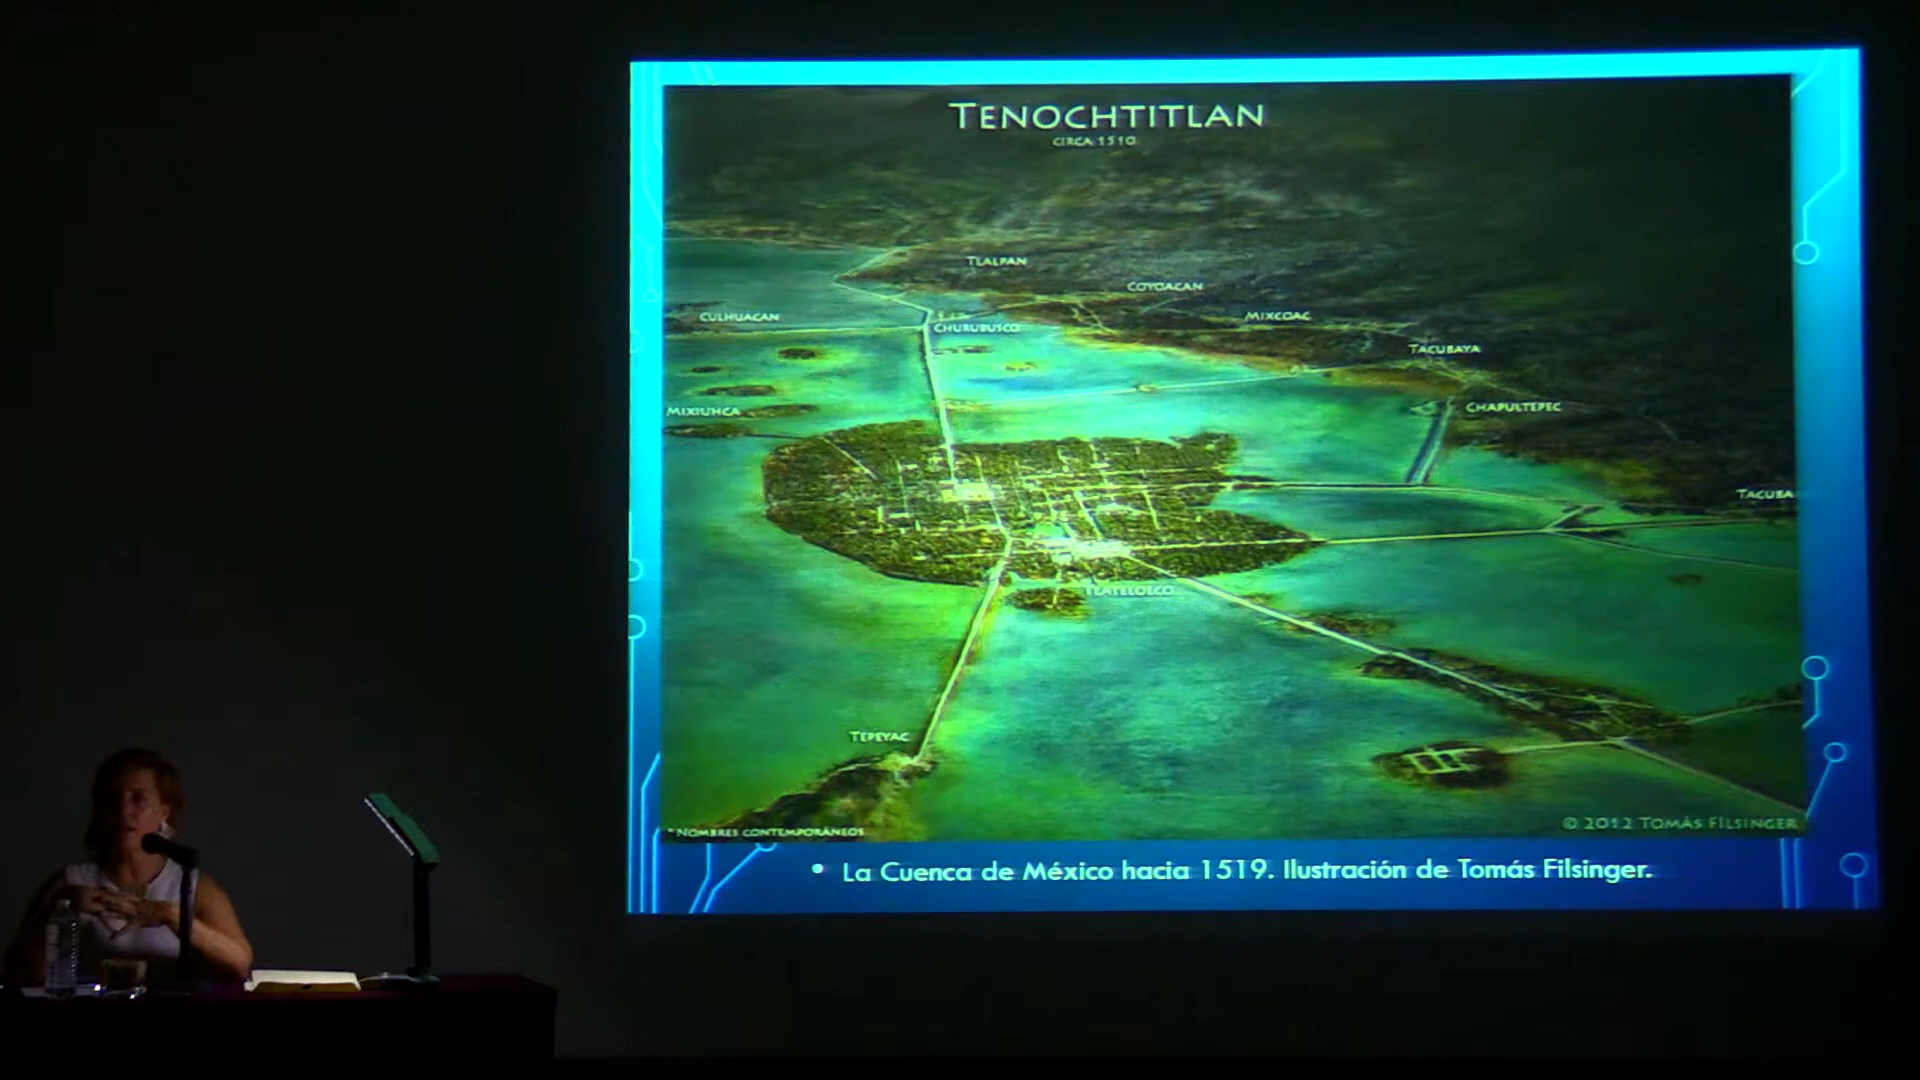 TENOCHTITLAN
CIRCA 1510
TLALPAN
COYOACAN
CULHUACAN
CHURUBUSCO
MIXCOAC
TACUBAYA
MIXIUHCA
CHAPULTEPEC
TACUBA
TLATELOLCO
TEPEYAC
*NOMBRES CONTEMPORÁNEOS
© 2012 TOMÁS FILSINGER
• La Cuenca de México hacia 1519. Ilustración de Tomás Filsinger.